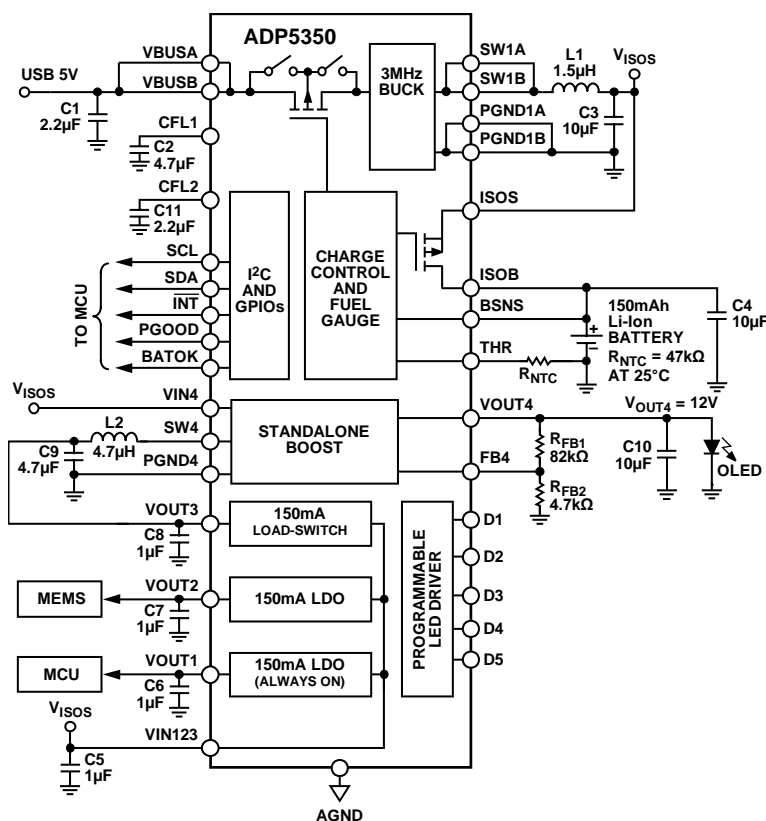 ADP5350
VBUSA
USB 5V
VBUSB
C1
2.2µF
CFL1
C2
4.7µF
CFL2
C11
2.2µF
3MHz
BUCK
SW1A
SW1B
L1
1.5µH
VISOS
PGND1A
PGND1B
C3
10µF
ISOS
TO MCU
SCL
SDA
INT
PGOOD
BATOK
I2C
AND
GPIOs
CHARGE
CONTROL
AND
FUEL
GAUGE
ISOB
BSNS
THR
RNTC
150mAh
Li-Ion
BATTERY
RNTC = 47kΩ
AT 25°C
+
–
C4
10µF
VISOS
VIN4
L2
4.7µH
SW4
C9
4.7µF
PGND4
STANDALONE
BOOST
VOUT4
VOUT4 = 12V
RFB1
82kΩ
FB4
RFB2
4.7kΩ
C10
10µF
OLED
VOUT3
C8
1µF
150mA
LOAD-SWITCH
MEMS
VOUT2
C7
1µF
150mA LDO
MCU
VOUT1
C6
1µF
150mA LDO
(ALWAYS ON)
PROGRAMMABLE
LED DRIVER
D1
D2
D3
D4
D5
VISOS
VIN123
C5
1µF
AGND